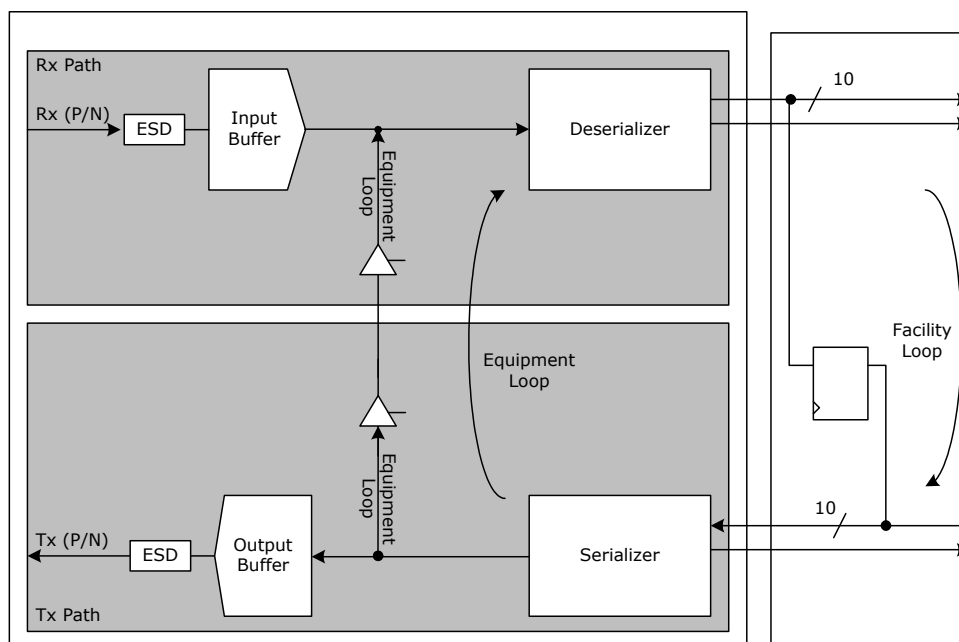 Rx Path
Rx (P/N)
ESD
Input
Buffer
Equipment
Loop
Deserializer
10
Equipment
Loop
Facility
Loop
Equipment
Loop
10
Tx (P/N)
ESD
Output
Buffer
Serializer
Tx Path